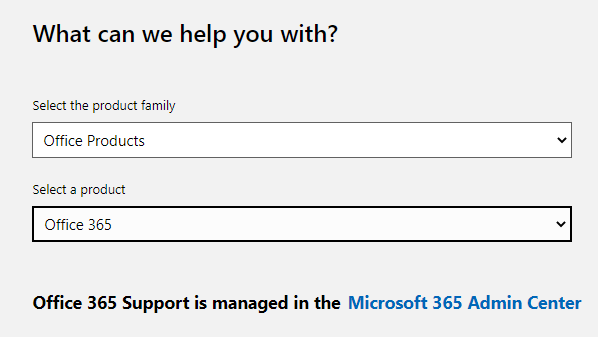 What can we help you with?
Select the product family
Office Products
Select a product
Office 365
Office 365 Support is managed in the Microsoft 365 Admin Center